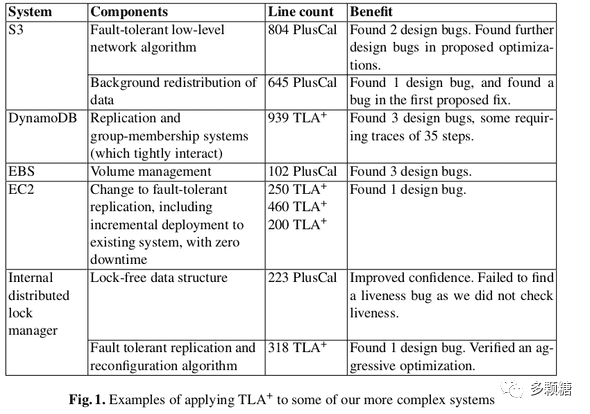 System Components Line count Benefit
S3 Fault-tolerant low-level 804 PlusCal Found 2 design bugs. Found further
network algorithm design bugs in proposed optimiza-
tions.
Background redistribution of 645 PlusCal Found 1 design bug, and found a
data bug in the first proposed fix.
DynamoDB Replication and 939 TLA+ Found 3 design bugs, some requir-
group-membership systems ing traces of 35 steps.
(which tightly interact)
EBS Volume management 102 PlusCal Found 3 design bugs.
EC2 Change to fault-tolerant 250 TLA+ Found 1 design bug.
replication, including 460 TLA+
incremental deployment to 200 TLA+
existing system, with zero
downtime
Internal Lock-free data structure 223 PlusCal Improved confidence. Failed to find
distributed a liveness bug as we did not check
lock liveness.
manager
Fault tolerant replication and 318 TLA+ Found 1 design bug. Verified an ag-
reconfiguration algorithm gressive optimization.
多颗糖
Fig. 1. Examples of applying TLA+ to some of our more complex systems